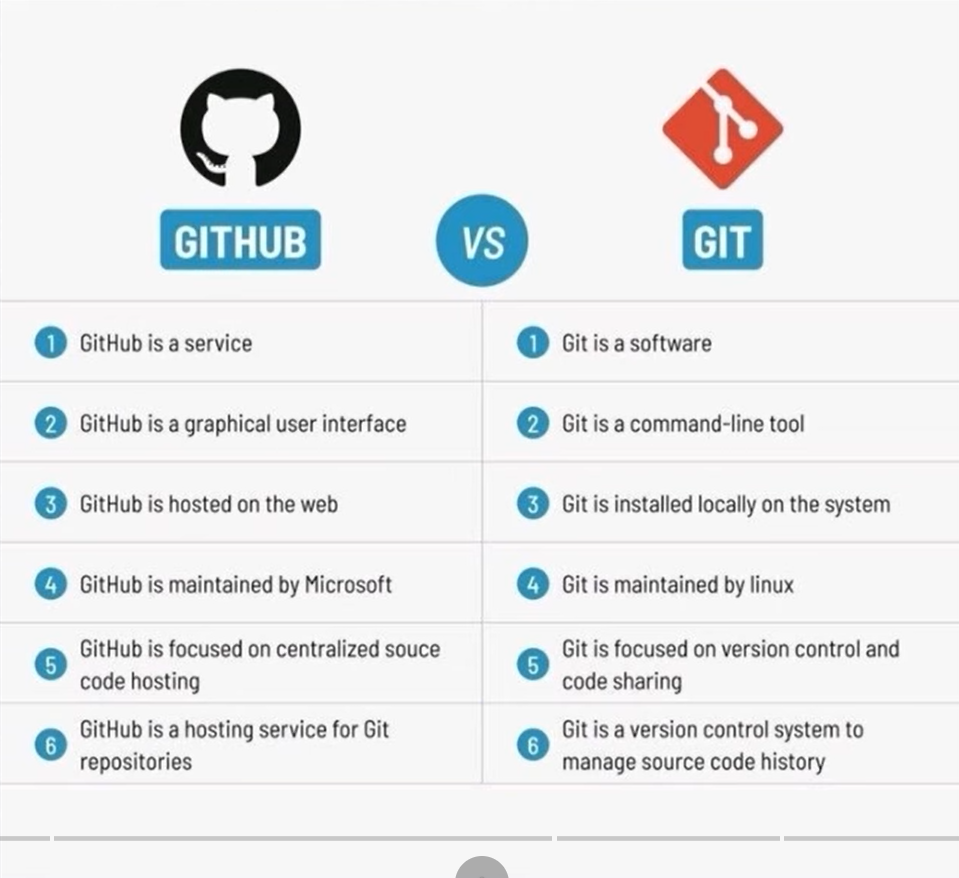 GITHUB
VS
GIT
1 GitHub is a service
1 Git is a software
2 GitHub is a graphical user interface
2 Git is a command-line tool
3 GitHub is hosted on the web
3 Git is installed locally on the system
4 GitHub is maintained by Microsoft
4 Git is maintained by linux
5 GitHub is focused on centralized souce
code hosting
5 Git is focused on version control and
code sharing
6 GitHub is a hosting service for Git
repositories
6 Git is a version control system to
manage source code history